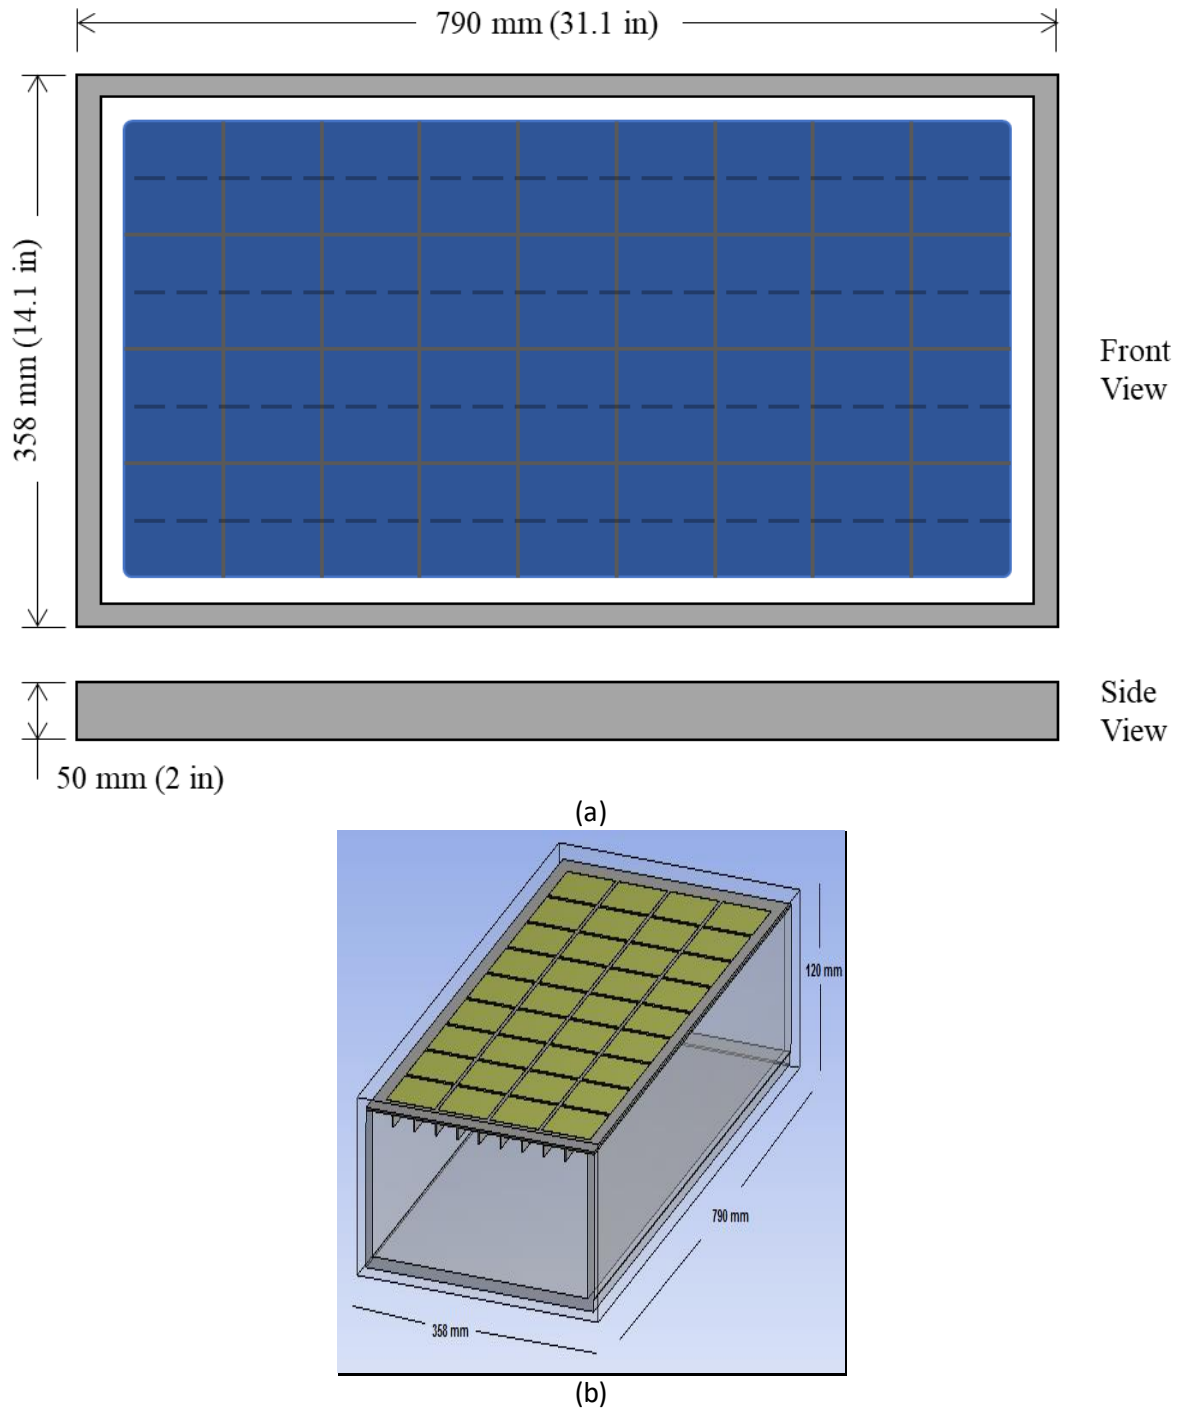 790 mm (31.1 in)
358 mm (14.1 in)
Front
View
Side
View
50 mm (2 in)
(a)
120 mm
790 mm
358 mm
(b)